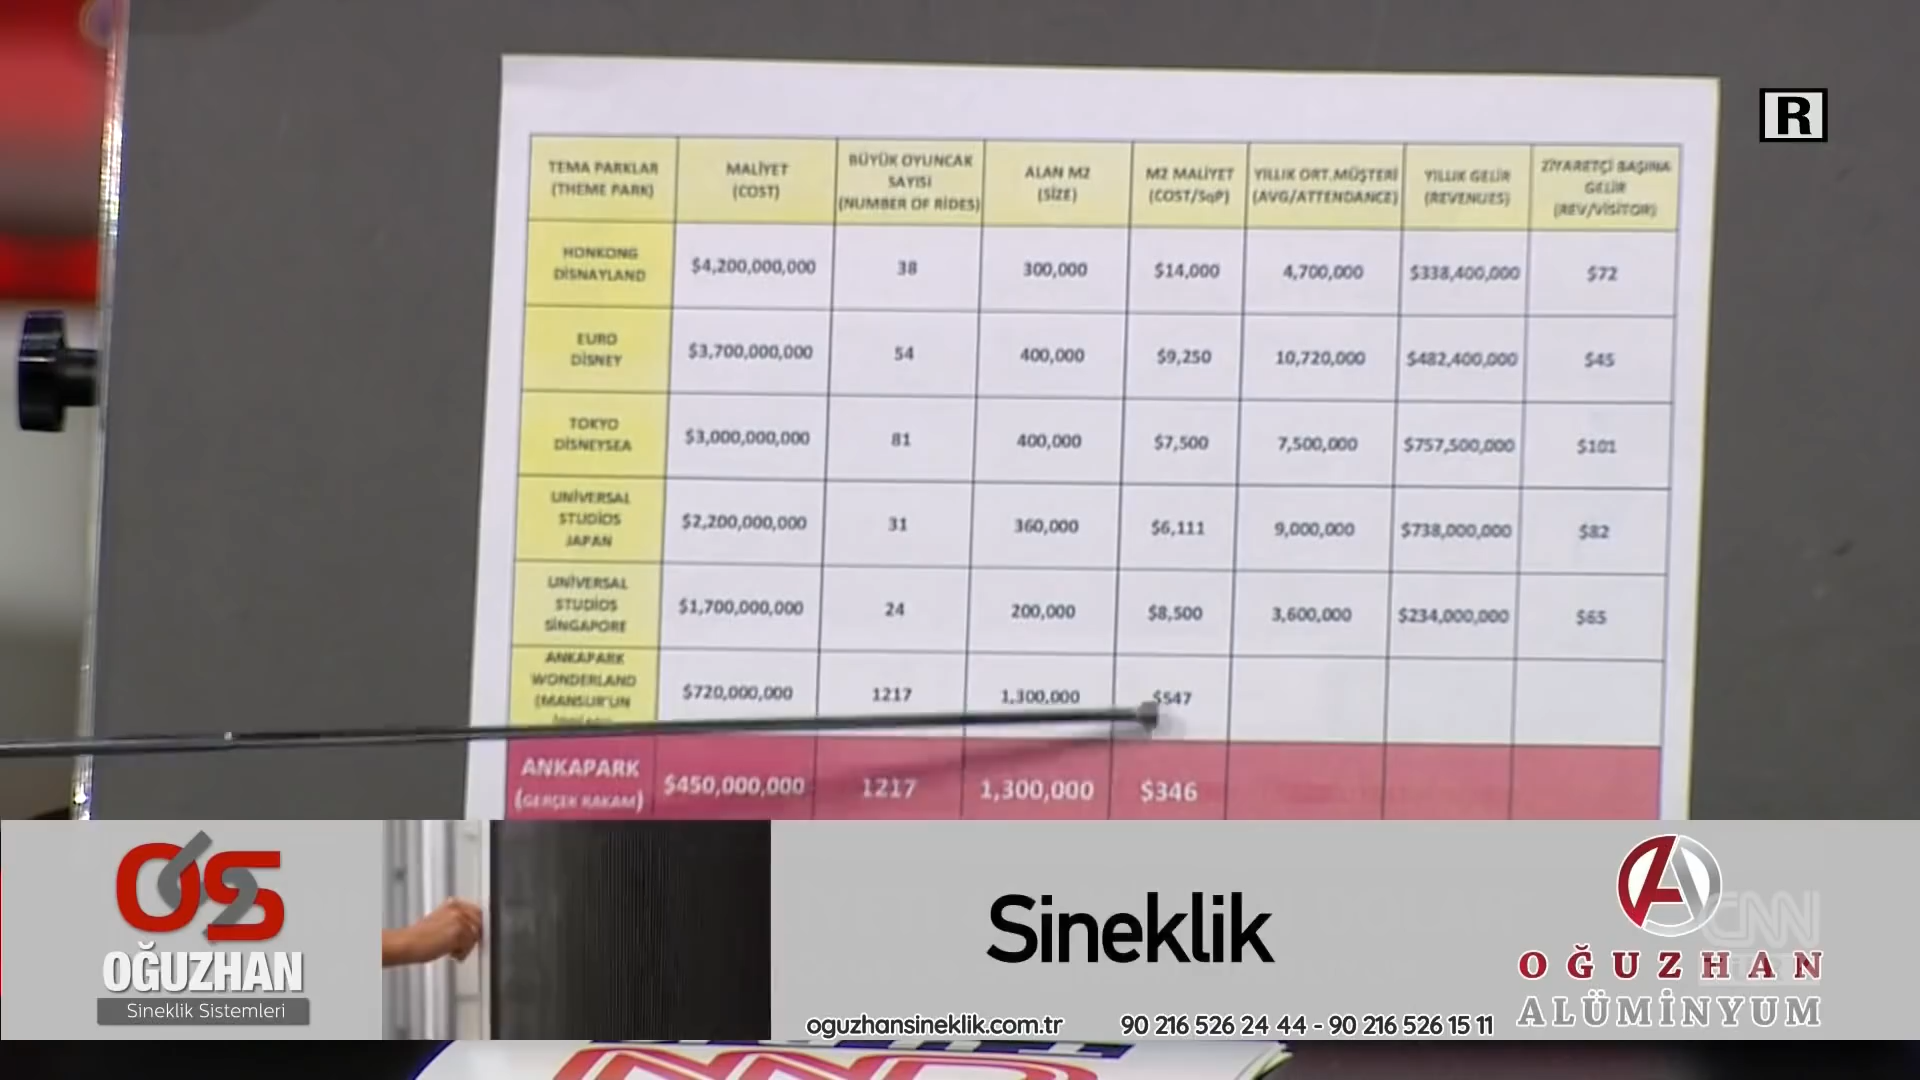 R
TEMA PARKLAR
(THEME PARK)
MALİYET
(COST)
BÜYÜK OYUNCAK
SAYISI
(NUMBER OF RIDES)
ALAN M2
(SIZE)
M2 MALİYET
(COST/SqP)
YILLIK ORT.MÜŞTERİ
(AVG/ATTENDANCE)
YILLIK GELİR
(REVENUES)
ZİYARETÇİ BAŞINA
GELİR
(REV/VİSİTOR)
HONKONG
DİSNAYLAND
$4,200,000,000
38
300,000
$14,000
4,700,000
$338,400,000
$72
EURO
DİSNEY
$3,700,000,000
54
400,000
$9,250
10,720,000
$482,400,000
$45
TOKYO
DİSNEYSEA
$3,000,000,000
81
400,000
$7,500
7,500,000
$757,500,000
$101
UNİVERSAL
STUDİOS
JAPAN
$2,200,000,000
31
360,000
$6,111
9,000,000
$738,000,000
$82
UNİVERSAL
STUDİOS
SİNGAPORE
$1,700,000,000
24
200,000
$8,500
3,600,000
$234,000,000
$65
ANKAPARK
WONDERLAND
(MANSUR'UN
$720,000,000
1217
1,300,000
$547
ANKAPARK
(GERÇEK RAKAM)
$450,000,000
1217
1,300,000
$346
OĞUZHAN
Sineklik Sistemleri
Sineklik
oguzhansineklik.com.tr
90 216 526 24 44 - 90 216 526 15 11
CNN
OĞUZHAN
ALÜMİNYUM